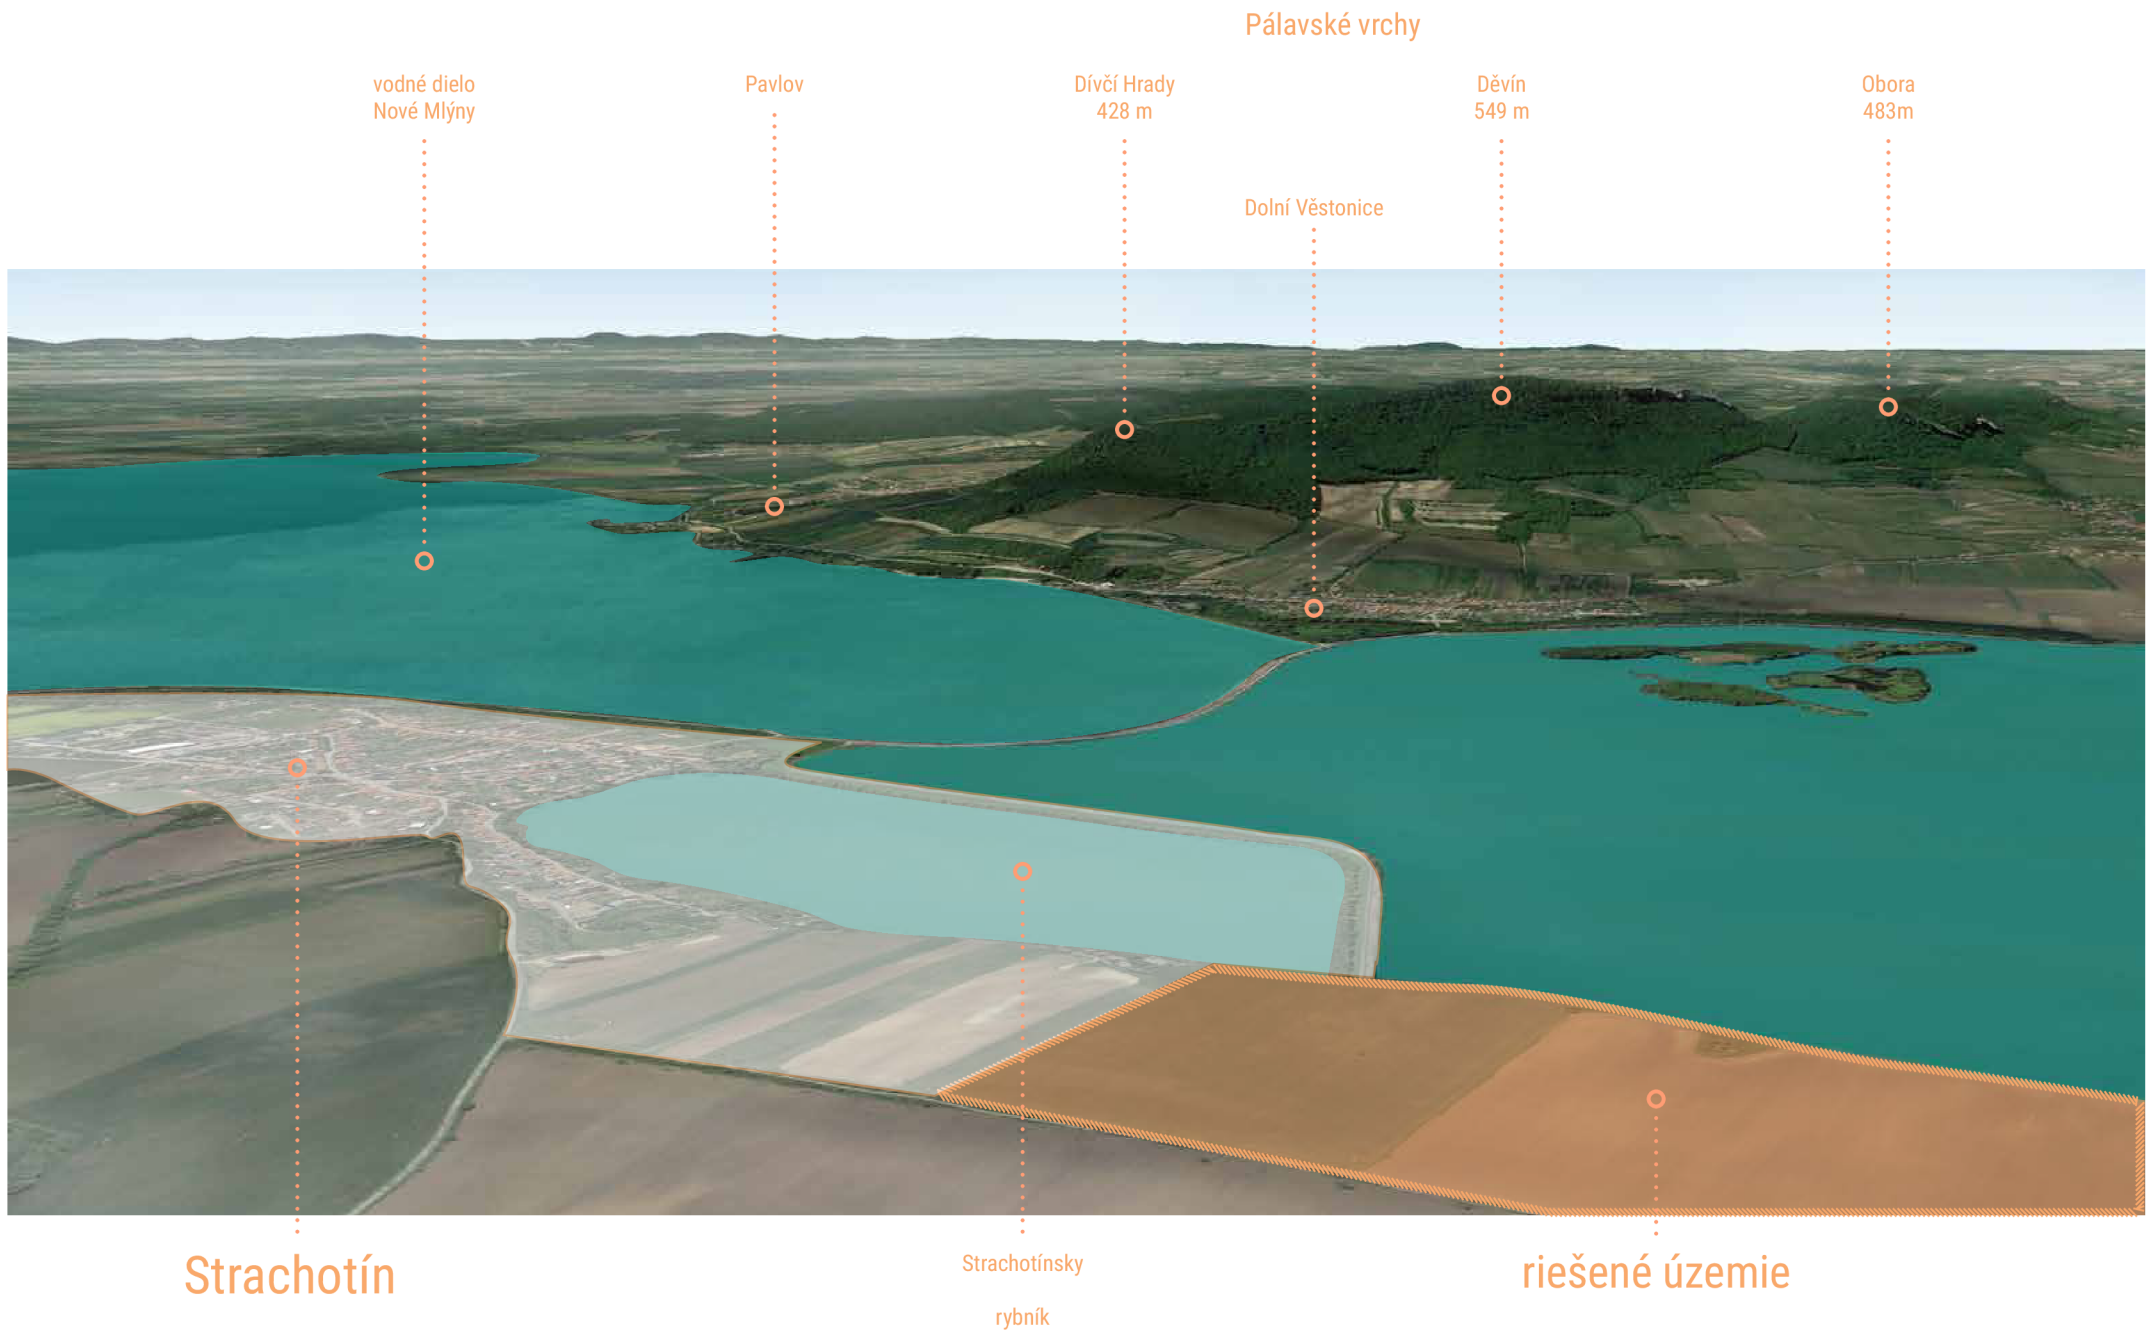 Pálavské vrchy
vodné dielo
Nové Mlýny
Pavlov
Dívčí Hrady
428 m
Děvín
549 m
Obora
483m
Dolní Věstonice
Strachotín
Strachotínsky
rybník
riešené územie